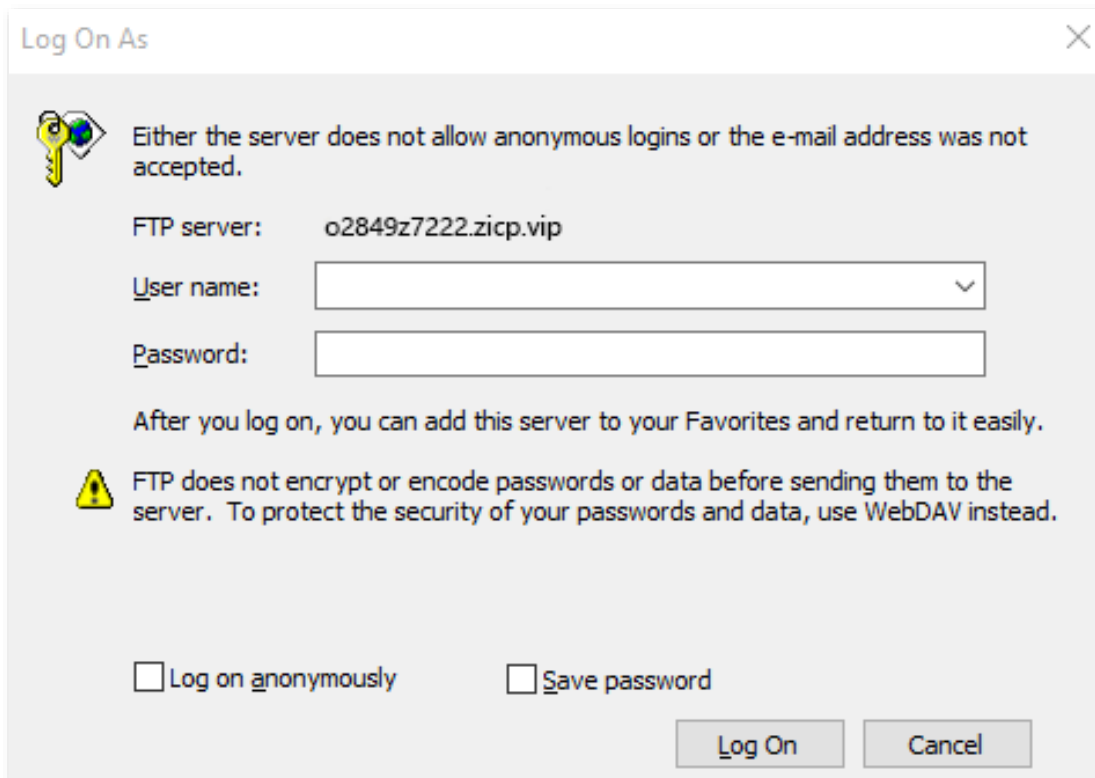 Log On As
Either the server does not allow anonymous logins or the e-mail address was not
accepted.
FTP server: o2849z7222.zicp.vip
User name:
Password:
After you log on, you can add this server to your Favorites and return to it easily.
FTP does not encrypt or encode passwords or data before sending them to the
server.  To protect the security of your passwords and data, use WebDAV instead.
Log on anonymously Save password
Log On Cancel